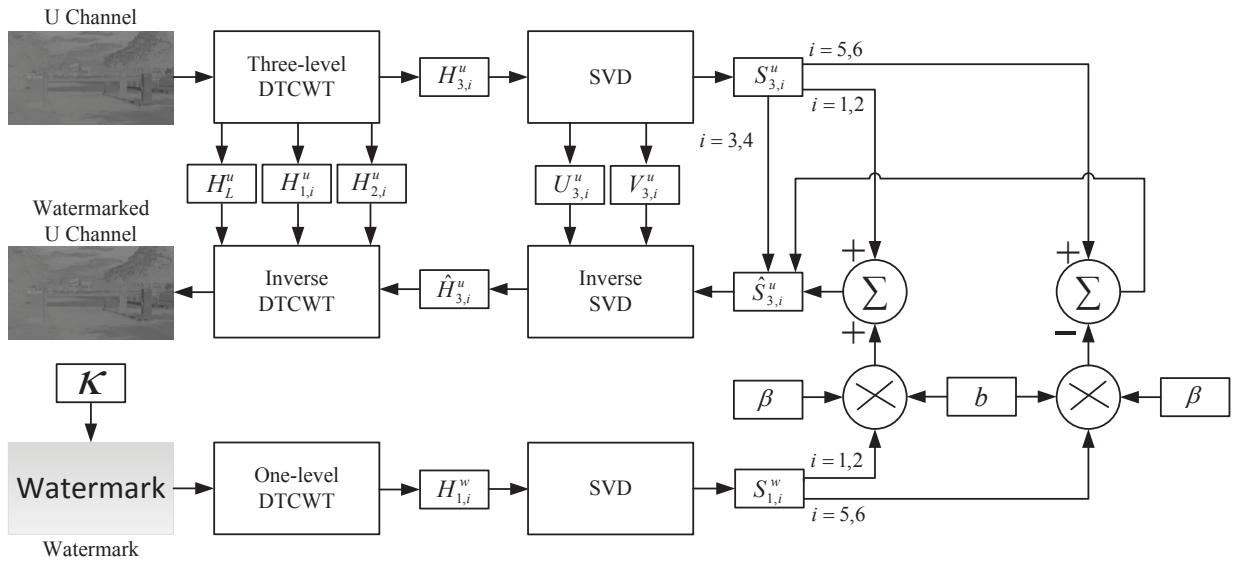 U Channel
Three-level
DTCWT
H^u_{3,i}
SVD
S^u_{3,i}
i = 5,6
i = 1,2
i = 3,4
H^u_L
H^u_{1,i}
H^u_{2,i}
U^u_{3,i}
V^u_{3,i}
Watermarked
U Channel
Inverse
DTCWT
Ĥ^u_{3,i}
Inverse
SVD
Ŝ^u_{3,i}
+
Σ
+
+
Σ
−
κ
β
×
b
×
β
Watermark
One-level
DTCWT
H^w_{1,i}
SVD
S^w_{1,i}
i = 1,2
i = 5,6
Watermark